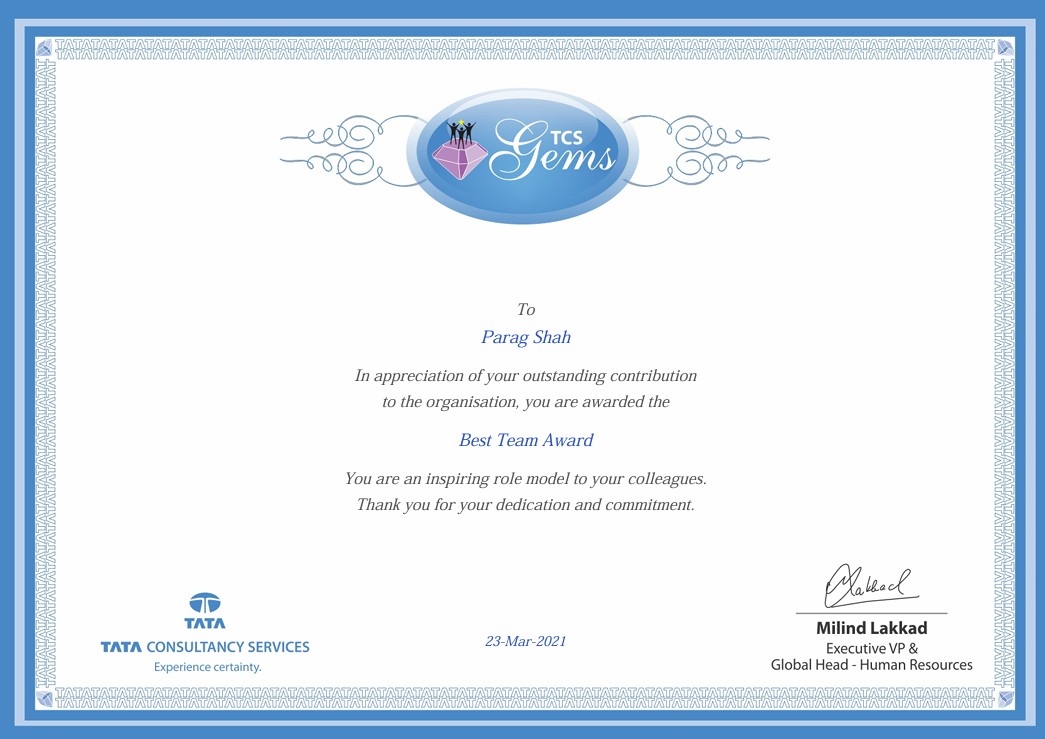 TCS
Gems
To
Parag Shah
In appreciation of your outstanding contribution
to the organisation, you are awarded the
Best Team Award
You are an inspiring role model to your colleagues.
Thank you for your dedication and commitment.
TATA
TATA CONSULTANCY SERVICES
Experience certainty.
23-Mar-2021
Lakkad
Milind Lakkad
Executive VP &
Global Head - Human Resources